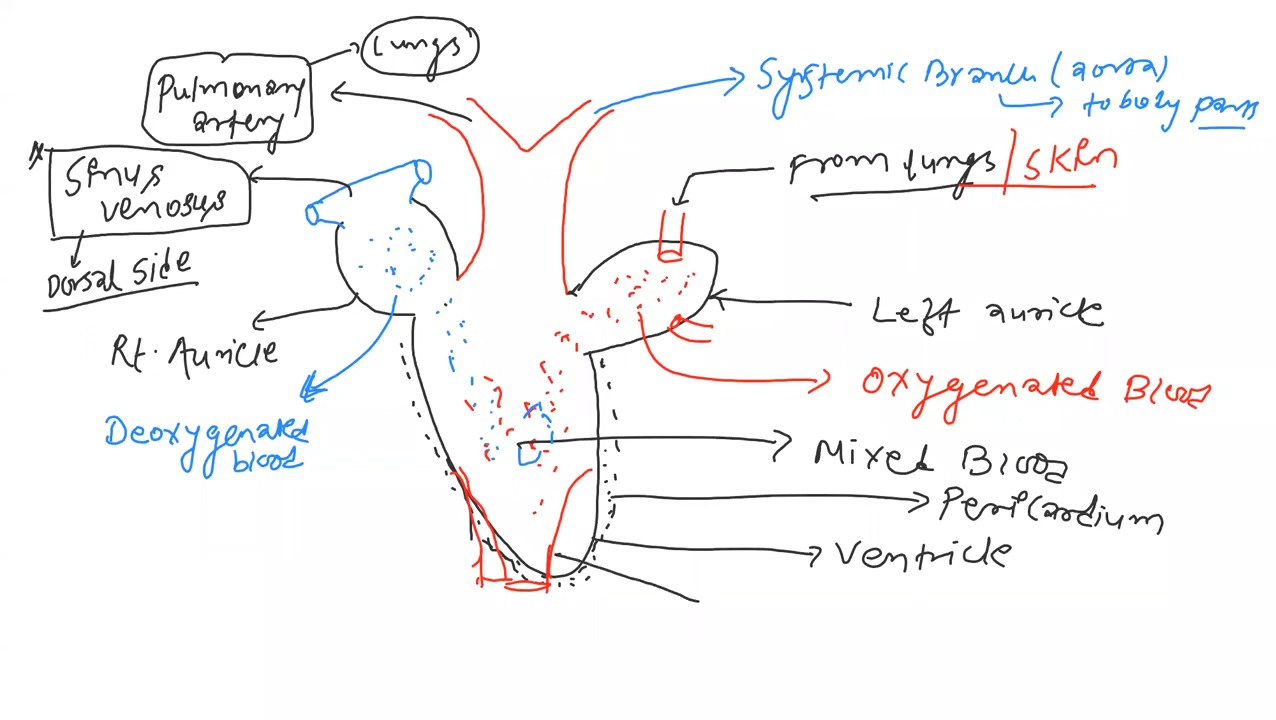 Lungs
Pulmonary
artery
Systemic Branch (aorta)
to body parts
From lungs / SKIN
Sinus
venosus
Dorsal Side
Left auricle
Rt. Auricle
Oxygenated Blood
Deoxygenated
blood
Mixed Blood
Pericardium
Ventricle